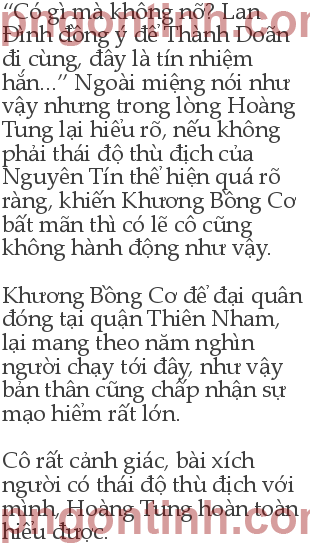 “Có gì mà không nỡ? Lan
Đình đồng ý để Thành Doãn
đi cùng, đây là tín nhiệm
hắn...” Ngoài miệng nói như
vậy nhưng trong lòng Hoàng
Tung lại hiểu rõ, nếu không
phải thái độ thù địch của
Nguyên Tín thể hiện quá rõ
ràng, khiến Khương Bồng Cơ
bất mãn thì có lẽ cô cũng
không hành động như vậy.

Khương Bồng Cơ để đại quân
đóng tại quận Thiên Nham,
lại mang theo năm nghìn
người chạy tới đây, như vậy
bản thân cũng chấp nhận sự
mạo hiểm rất lớn.

Cô rất cảnh giác, bài xích
người có thái độ thù địch với
mình, Hoàng Tung hoàn toàn
hiểu được.
pngontinh.com
pngontinh.com